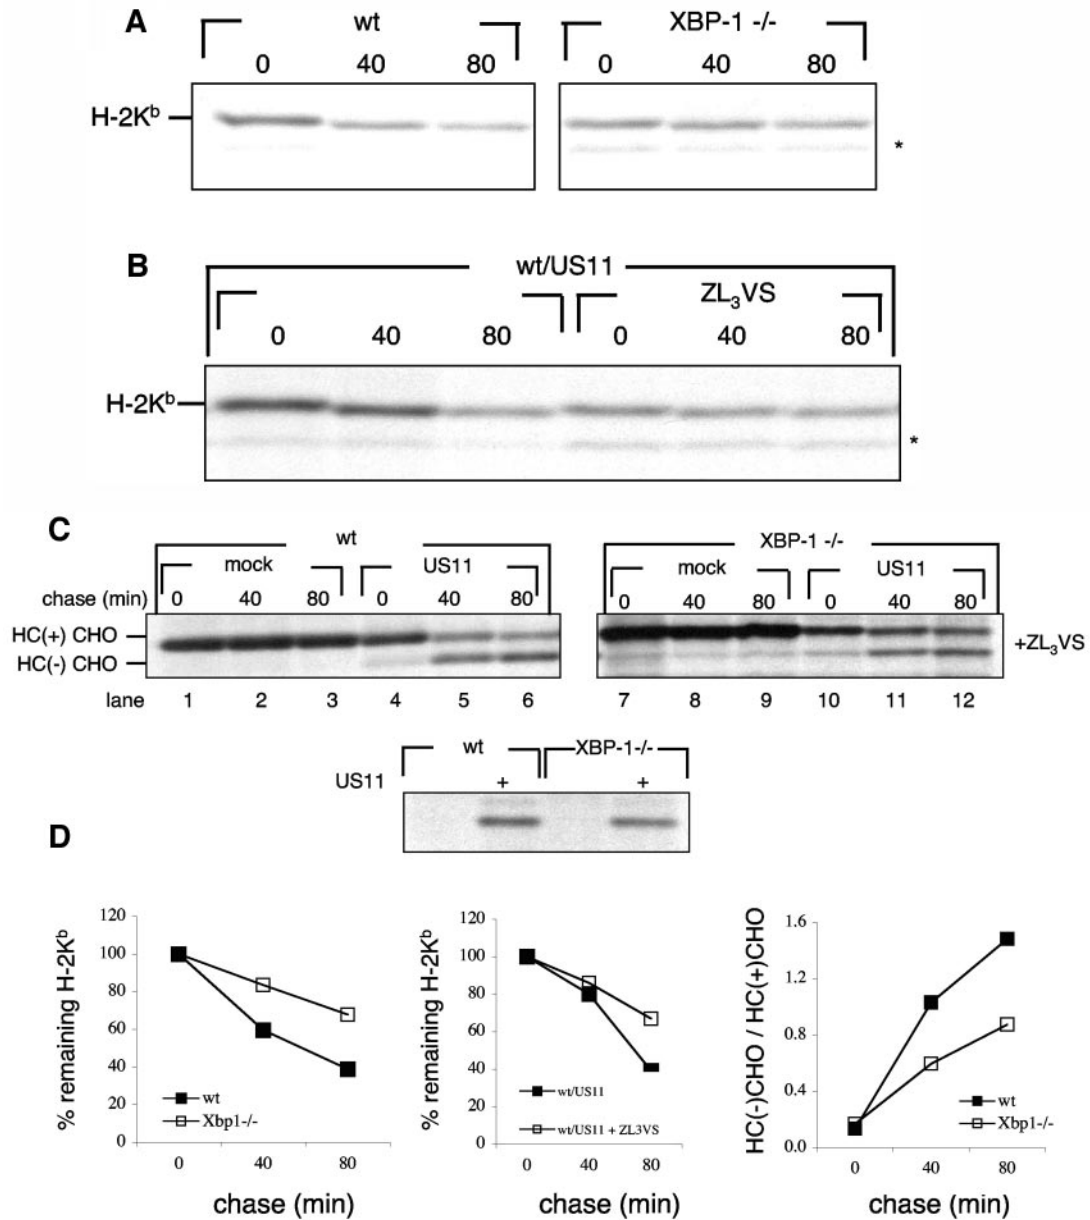 A
wt
XBP-1 -/-
0 40 80 0 40 80
H-2Kᵇ
*
B
wt/US11
ZL₃VS
0 40 80 0 40 80
H-2Kᵇ
*
C
wt
XBP-1 -/-
mock US11 mock US11
chase (min) 0 40 80 0 40 80 0 40 80 0 40 80
HC(+) CHO
HC(-) CHO
+ZL₃VS
lane 1 2 3 4 5 6 7 8 9 10 11 12
wt XBP-1-/-
US11 + +
D
% remaining H-2Kᵇ
120
100
80
60
40
20
0
wt
Xbp1-/-
0 40 80
chase (min)
% remaining H-2Kᵇ
120
100
80
60
40
20
0
wt/US11
wt/US11 + ZL3VS
0 40 80
chase (min)
HC(-)CHO / HC(+)CHO
1.6
1.2
0.8
0.4
0.0
wt
Xbp1-/-
0 40 80
chase (min)